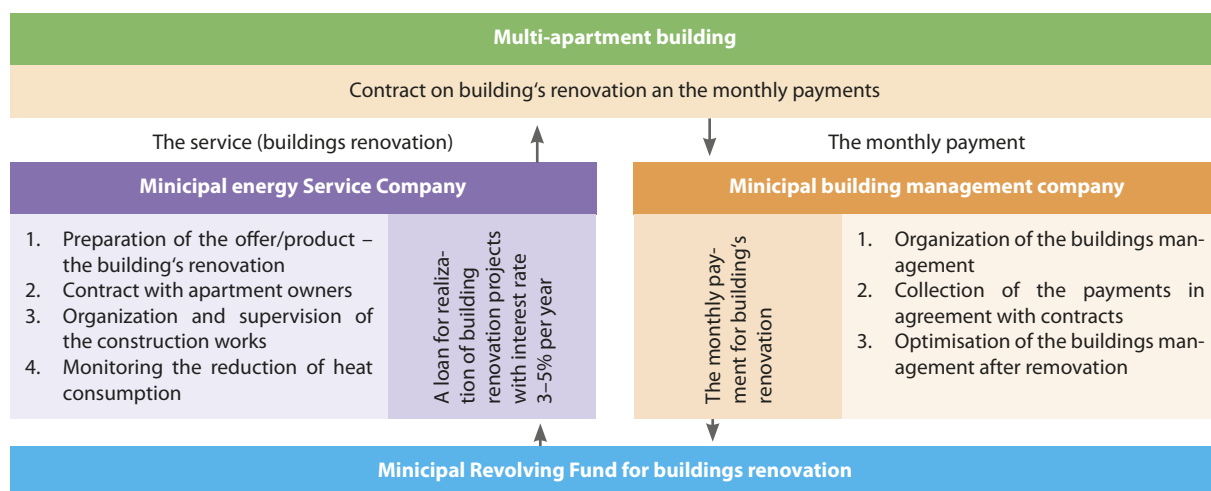 Multi-apartment building
Contract on building‘s renovation an the monthly payments
The service (buildings renovation)
The monthly payment
Minicipal energy Service Company
1. Preparation of the offer/product –
the building‘s renovation
2. Contract with apartment owners
3. Organization and supervision of
the construction works
4. Monitoring the reduction of heat
consumption
A loan for realiza-
tion of building
renovation projects
with interest rate
3–5% per year
Minicipal building management company
The monthly pay-
ment for building‘s
renovation
1. Organization of the buildings man-
agement
2. Collection of the payments in
agreement with contracts
3. Optimisation of the buildings man-
agement after removation
Minicipal Revolving Fund for buildings renovation